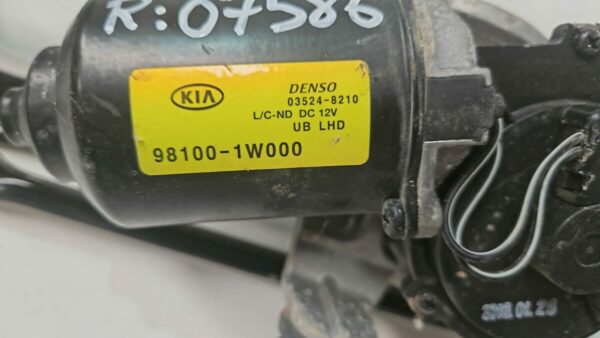 R:07586
KIA
DENSO
03524-8210
L/C-ND DC 12V
UB LHD
98100-1W000